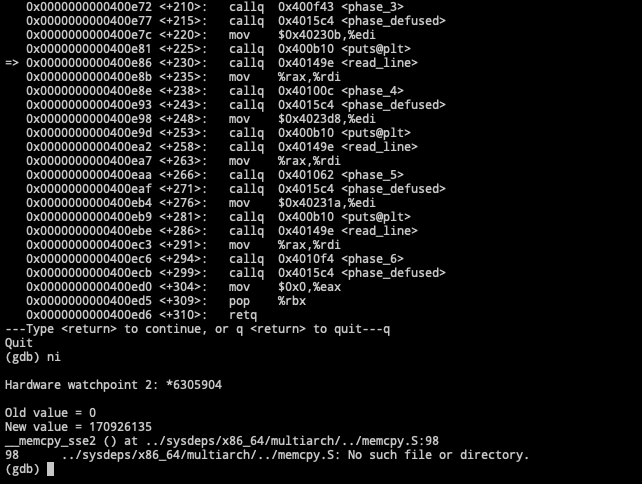 0x0000000000400e72 <+210>:	callq  0x400f43 <phase_3>
   0x0000000000400e77 <+215>:	callq  0x4015c4 <phase_defused>
   0x0000000000400e7c <+220>:	mov    $0x40230b,%edi
   0x0000000000400e81 <+225>:	callq  0x400b10 <puts@plt>
=> 0x0000000000400e86 <+230>:	callq  0x40149e <read_line>
   0x0000000000400e8b <+235>:	mov    %rax,%rdi
   0x0000000000400e8e <+238>:	callq  0x40100c <phase_4>
   0x0000000000400e93 <+243>:	callq  0x4015c4 <phase_defused>
   0x0000000000400e98 <+248>:	mov    $0x4023d8,%edi
   0x0000000000400e9d <+253>:	callq  0x400b10 <puts@plt>
   0x0000000000400ea2 <+258>:	callq  0x40149e <read_line>
   0x0000000000400ea7 <+263>:	mov    %rax,%rdi
   0x0000000000400eaa <+266>:	callq  0x401062 <phase_5>
   0x0000000000400eaf <+271>:	callq  0x4015c4 <phase_defused>
   0x0000000000400eb4 <+276>:	mov    $0x40231a,%edi
   0x0000000000400eb9 <+281>:	callq  0x400b10 <puts@plt>
   0x0000000000400ebe <+286>:	callq  0x40149e <read_line>
   0x0000000000400ec3 <+291>:	mov    %rax,%rdi
   0x0000000000400ec6 <+294>:	callq  0x4010f4 <phase_6>
   0x0000000000400ecb <+299>:	callq  0x4015c4 <phase_defused>
   0x0000000000400ed0 <+304>:	mov    $0x0,%eax
   0x0000000000400ed5 <+309>:	pop    %rbx
   0x0000000000400ed6 <+310>:	retq
---Type <return> to continue, or q <return> to quit---q
Quit
(gdb) ni
Hardware watchpoint 2: *6305904
Old value = 0
New value = 170926135
__memcpy_sse2 () at ../sysdeps/x86_64/multiarch/../memcpy.S:98
98	../sysdeps/x86_64/multiarch/../memcpy.S: No such file or directory.
(gdb)